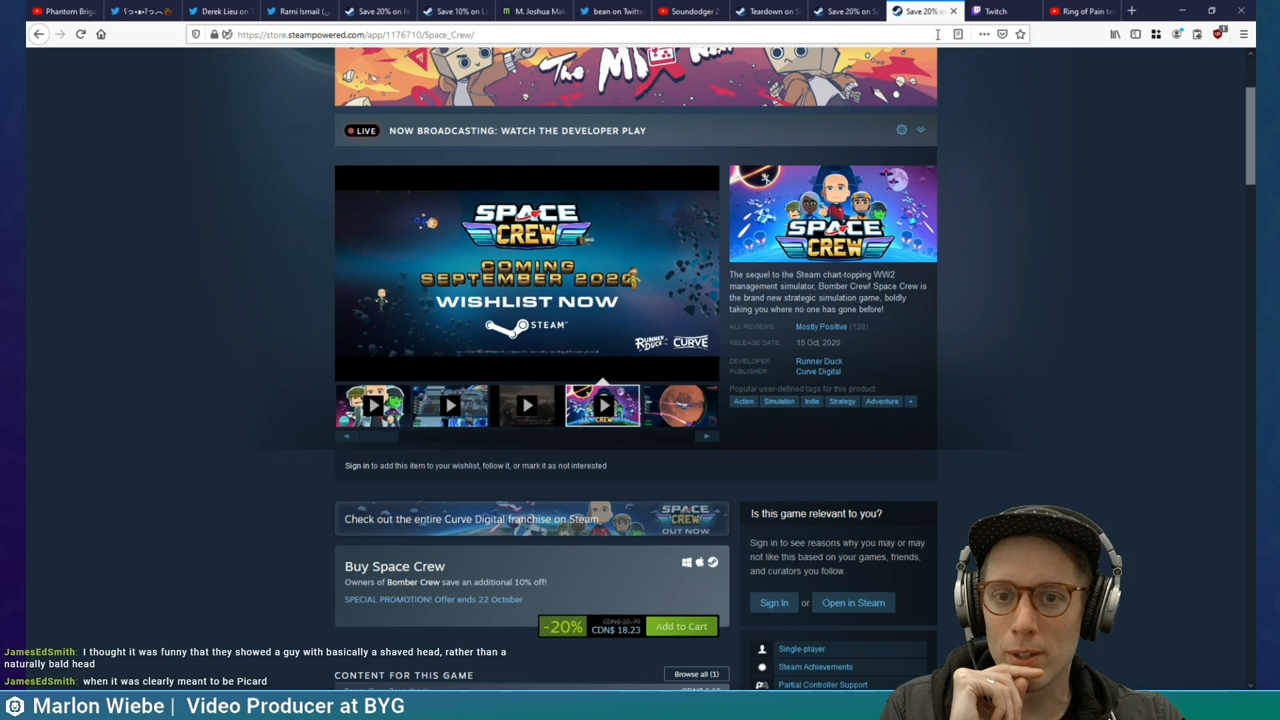 Phantom Briga
Derek Lieu on
Rami Ismail (
Save 20% on
Save 10% on
M. Joshua Mak
bean on Twitte
Soundodger 2
Teardown on S
Save 20% on
Save 20% o
Twitch
Ring of Pain t
https://store.steampowered.com/app/1176710/Space_Crew/
The MIX
LIVE NOW BROADCASTING: WATCH THE DEVELOPER PLAY
SPACE
CREW
COMING
SEPTEMBER 2020
WISHLIST NOW
STEAM
RUNNER DUCK
CURVE
SPACE
CREW
The sequel to the Steam chart-topping WW2
management simulator, Bomber Crew! Space Crew is
the brand new strategic simulation game, boldly
taking you where no one has gone before!
ALL REVIEWS: Mostly Positive (126)
RELEASE DATE: 15 Oct, 2020
DEVELOPER: Runner Duck
PUBLISHER: Curve Digital
Popular user-defined tags for this product:
Action Simulation Indie Strategy Adventure +
Sign in to add this item to your wishlist, follow it, or mark it as not interested
Check out the entire Curve Digital franchise on Steam
SPACE
CREW
OUT NOW
Is this game relevant to you?
Sign in to see reasons why you may or may
not like this based on your games, friends,
and curators you follow.
Sign In or Open in Steam
Buy Space Crew
Owners of Bomber Crew save an additional 10% off!
SPECIAL PROMOTION! Offer ends 22 October
-20% CDN$ 22.79 CDN$ 18.23 Add to Cart
Single-player
Steam Achievements
Partial Controller Support
CONTENT FOR THIS GAME Browse all (1)
JamesEdSmith: I thought it was funny that they showed a guy with basically a shaved head, rather than a
naturally bald head
JamesEdSmith: when it was clearly meant to be Picard
Marlon Wiebe | Video Producer at BYG